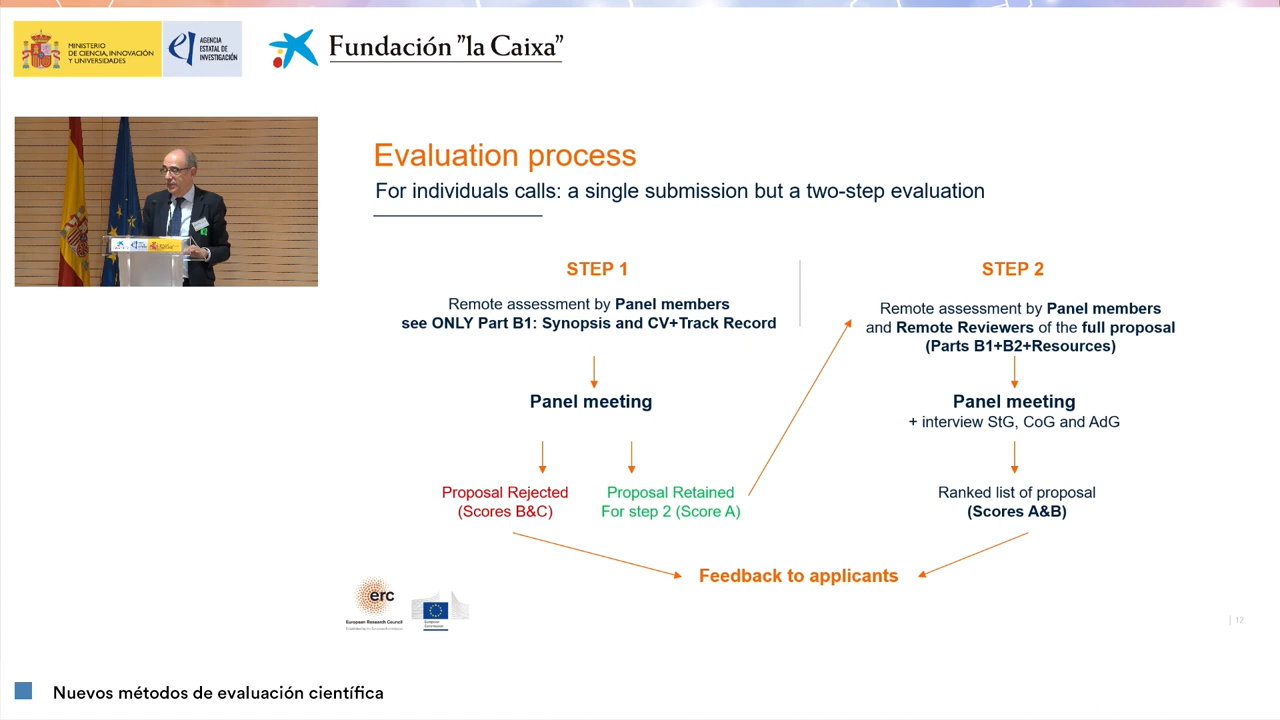 MINISTERIO
DE CIENCIA, INNOVACIÓN
Y UNIVERSIDADES
AGENCIA
ESTATAL DE
INVESTIGACIÓN
Fundación "la Caixa"
Evaluation process
For individuals calls: a single submission but a two-step evaluation
STEP 1
Remote assessment by Panel members
see ONLY Part B1: Synopsis and CV+Track Record
Panel meeting
Proposal Rejected
(Scores B&C)
Proposal Retained
For step 2 (Score A)
STEP 2
Remote assessment by Panel members
and Remote Reviewers of the full proposal
(Parts B1+B2+Resources)
Panel meeting
+ interview StG, CoG and AdG
Ranked list of proposal
(Scores A&B)
Feedback to applicants
erc
European Research Council
European
Commission
12
Nuevos métodos de evaluación científica